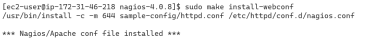 [ec2-user@ip-172-31-46-218 nagios-4.0.8]$ sudo make install-webconf
/usr/bin/install -c -m 644 sample-config/httpd.conf /etc/httpd/conf.d/nagios.conf
*** Nagios/Apache conf file installed ***